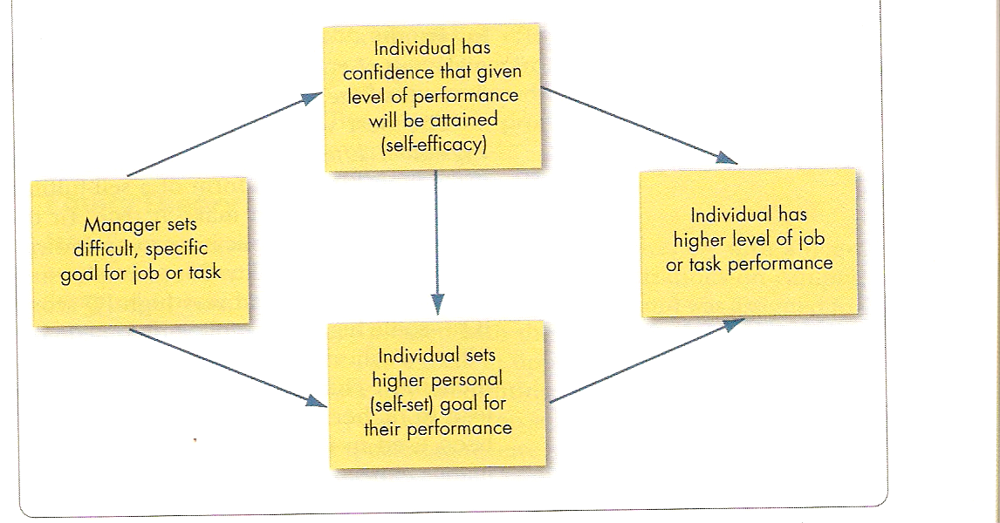 Individual has
confidence that given
level of performance
will be attained
(self-efficacy)
Manager sets
difficult, specific
goal for job or task
Individual has
higher level of job
or task performance
Individual sets
higher personal
(self-set) goal for
their performance